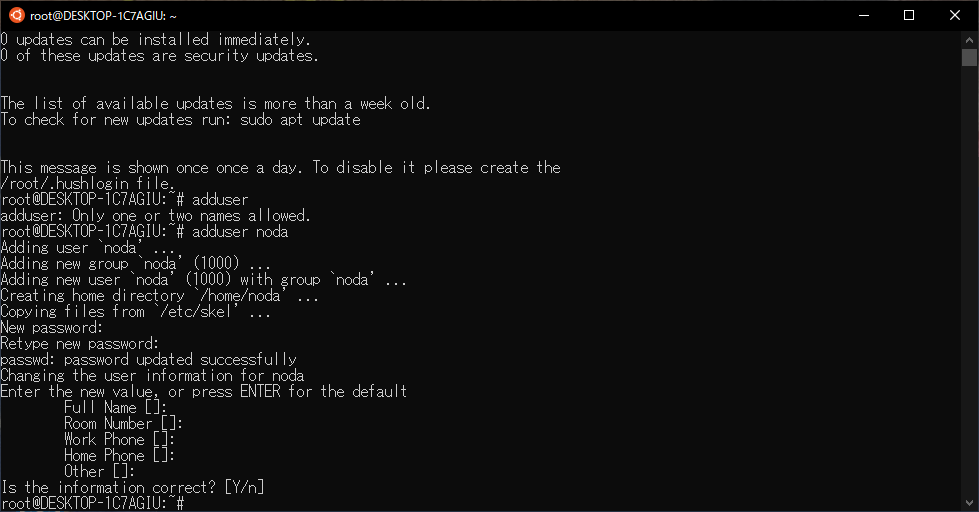 root@DESKTOP-1C7AGIU: ~
0 updates can be installed immediately.
0 of these updates are security updates.
The list of available updates is more than a week old.
To check for new updates run: sudo apt update
This message is shown once once a day. To disable it please create the
/root/.hushlogin file.
root@DESKTOP-1C7AGIU:~# adduser
adduser: Only one or two names allowed.
root@DESKTOP-1C7AGIU:~# adduser noda
Adding user `noda' ...
Adding new group `noda' (1000) ...
Adding new user `noda' (1000) with group `noda' ...
Creating home directory `/home/noda' ...
Copying files from `/etc/skel' ...
New password:
Retype new password:
passwd: password updated successfully
Changing the user information for noda
Enter the new value, or press ENTER for the default
Full Name []:
Room Number []:
Work Phone []:
Home Phone []:
Other []:
Is the information correct? [Y/n]
root@DESKTOP-1C7AGIU:~#